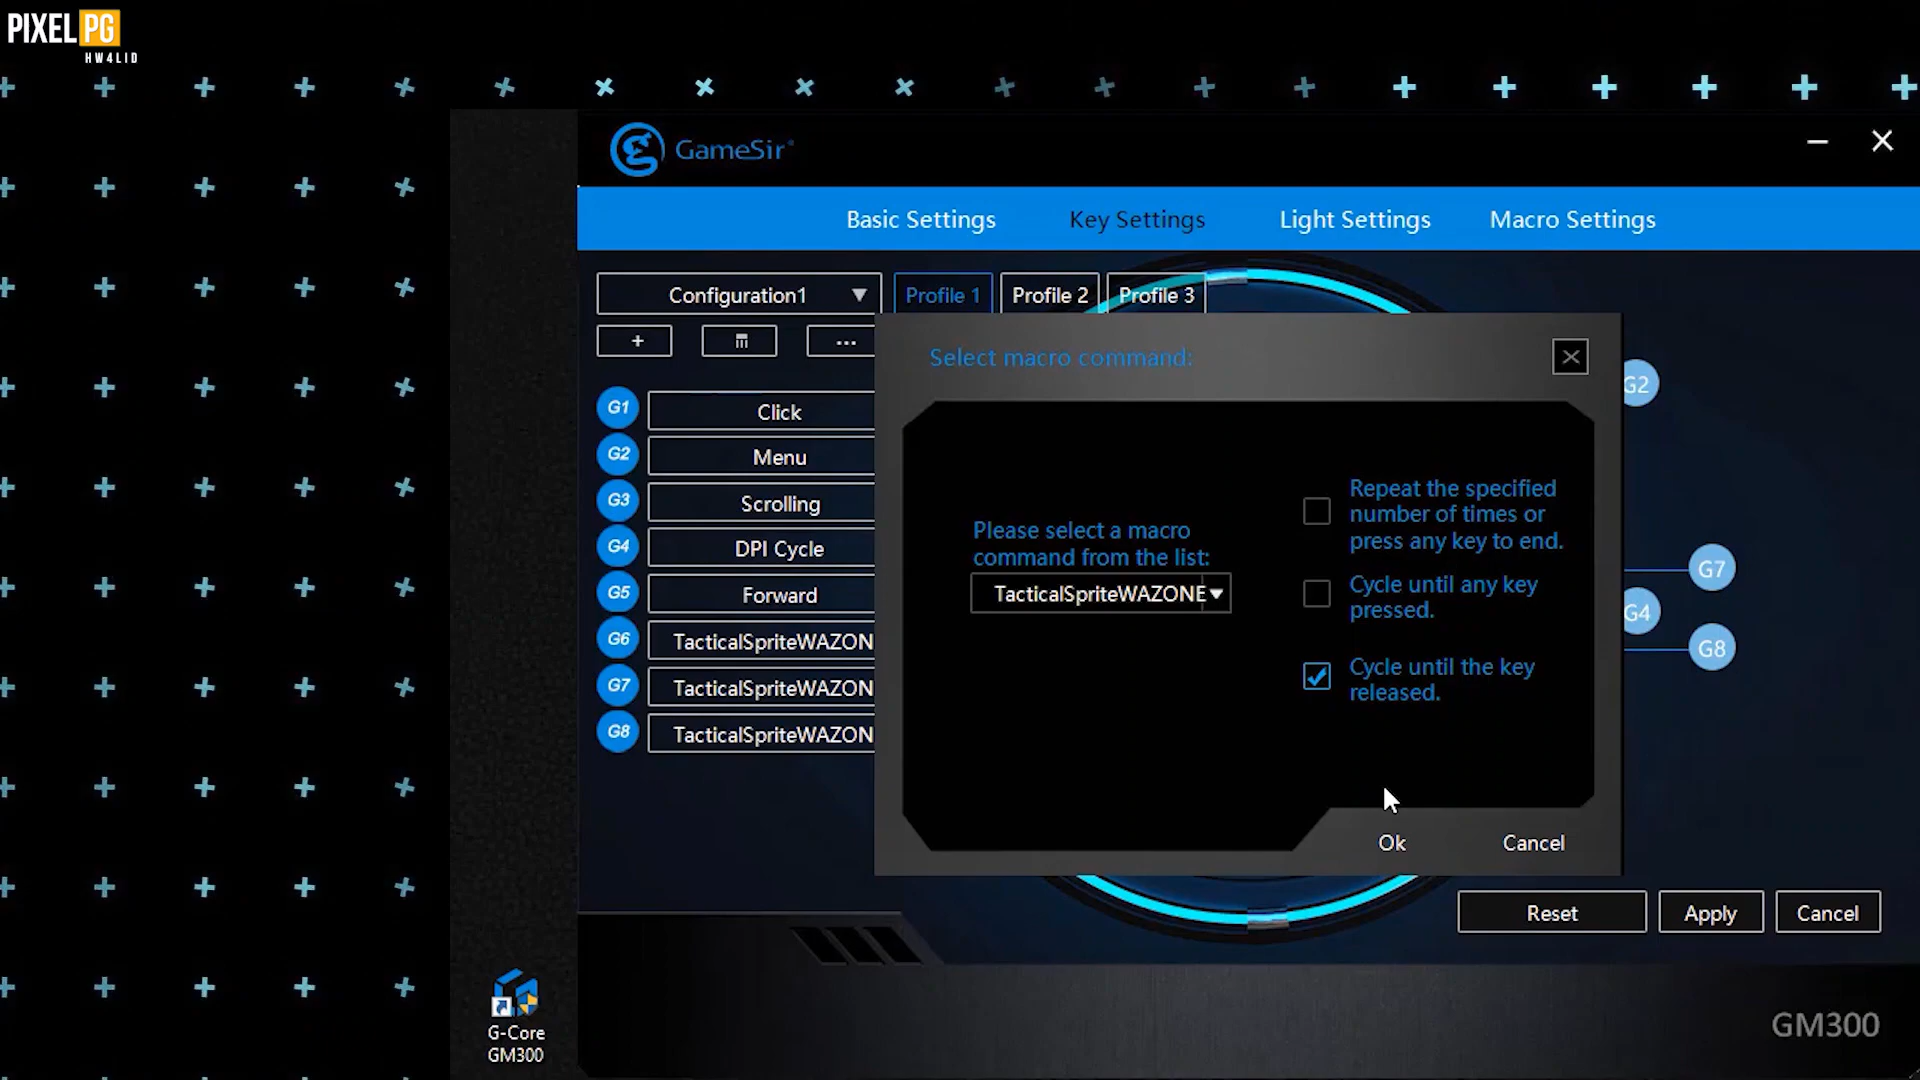 PIXEL PG
HW4LID
GameSir®
Basic Settings
Key Settings
Light Settings
Macro Settings
Configuration1
Profile 1
Profile 2
Profile 3
+
...
Select macro command:
G1 Click
G2 Menu
G3 Scrolling
G4 DPI Cycle
G5 Forward
G6 TacticalSpriteWAZON
G7 TacticalSpriteWAZON
G8 TacticalSpriteWAZON
Please select a macro
command from the list:
TacticalSpriteWAZONE
Repeat the specified
number of times or
press any key to end.
Cycle until any key
pressed.
Cycle until the key
released.
Ok
Cancel
G2
G7
G4
G8
Reset
Apply
Cancel
G-Core
GM300
GM300